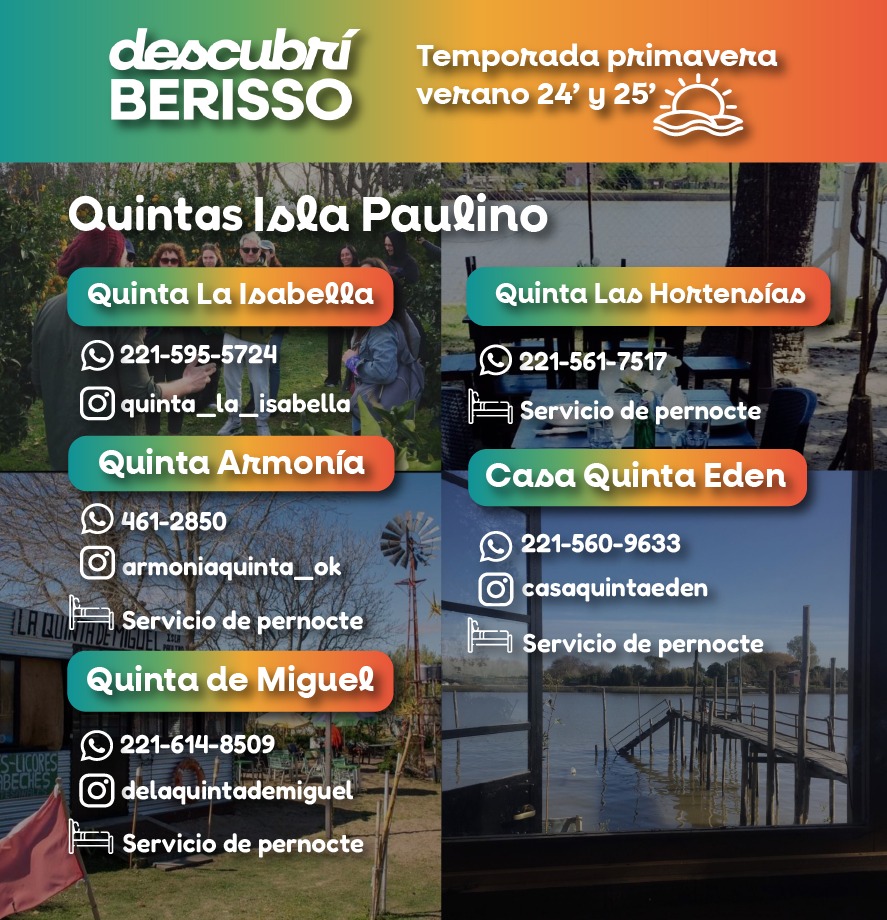 descubrí
BERISSO
Temporada primavera
verano 24’ y 25’
Quintas Isla Paulino
Quinta La Isabella
221-595-5724
quinta_la_isabella
Quinta Armonía
461-2850
armoniaquinta_ok
Servicio de pernocte
LA QUINTA DE MIGUEL ISLA
Quinta de Miguel
221-614-8509
S-LICORES
ABECHES
delaquintademiguel
Servicio de pernocte
Quinta Las Hortensías
221-561-7517
Servicio de pernocte
Casa Quinta Eden
221-560-9633
casaquintaeden
Servicio de pernocte